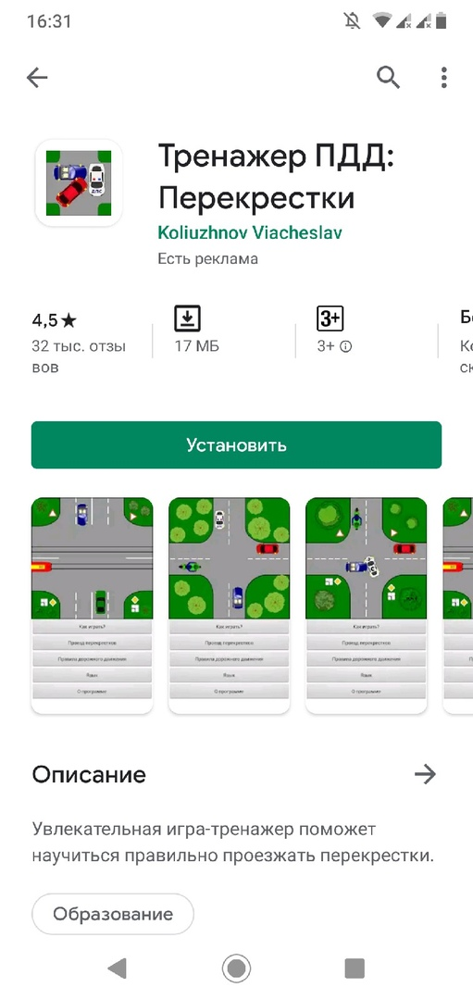 16:31
Тренажер ПДД:
Перекрестки
Koliuzhnov Viacheslav
Есть реклама
4,5★
32 тыс. отзы
вов
17 МБ
3+
3+
Бе
Ко
ск
Установить
Как играть?
Проезд перекрестков
Правила дорожного движения
Язык
О программе
Как играть?
Проезд перекрестков
Правила дорожного движения
Язык
О программе
Как играть?
Проезд перекрестков
Правила дорожного движения
Язык
О программе
Описание
Увлекательная игра-тренажер поможет
научиться правильно проезжать перекрестки.
Образование